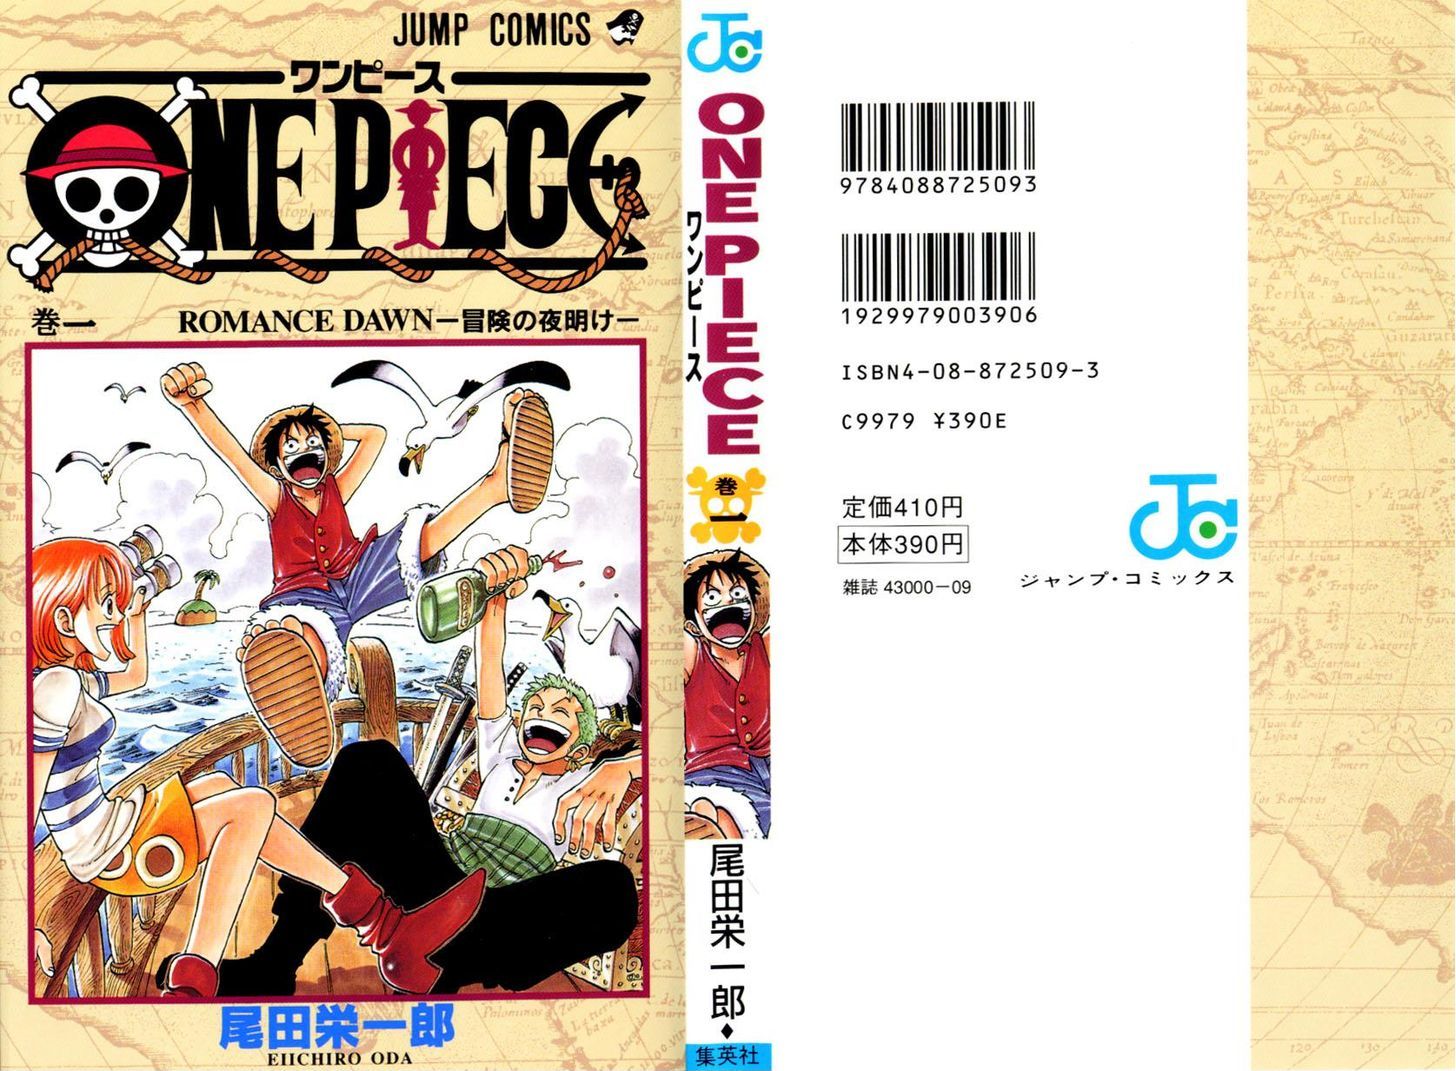 JUMP COMICS
ワンピース
ONE PIECE
巻一
ROMANCE DAWN—冒険の夜明け—
尾田栄一郎
EIICHIRO ODA
JC
ONE PIECE
ワンピース
巻一
尾田栄一郎
集英社
9784088725093
1929979003906
ISBN4-08-872509-3
C9979 ¥390E
定価410円
本体390円
雑誌 43000-09
JC
ジャンプ・コミックス